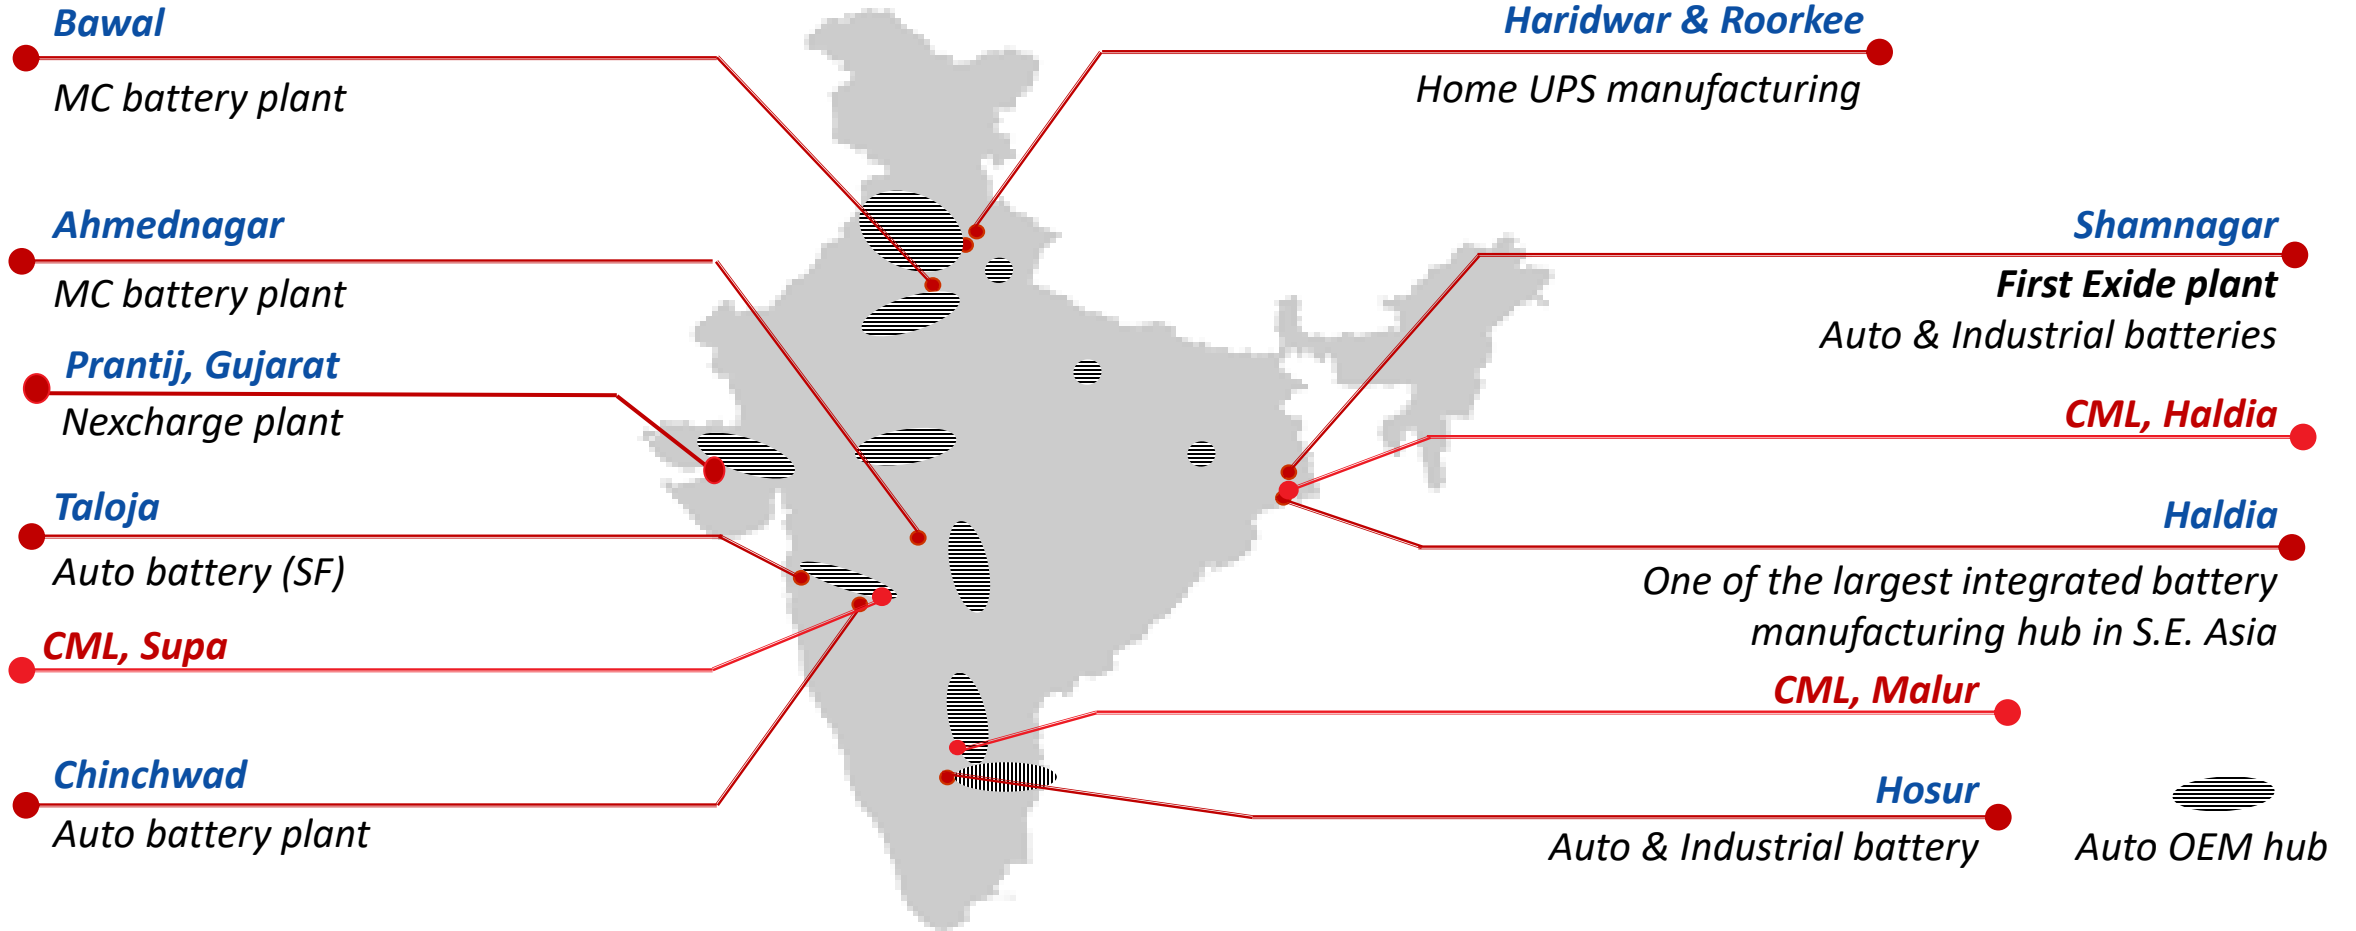 Bawal
MC battery plant
Ahmednagar
MC battery plant
Prantij, Gujarat
Nexcharge plant
Taloja
Auto battery (SF)
CML, Supa
Chinchwad
Auto battery plant
Haridwar & Roorkee
Home UPS manufacturing
Shamnagar
First Exide plant
Auto & Industrial batteries
CML, Haldia
Haldia
One of the largest integrated battery
manufacturing hub in S.E. Asia
CML, Malur
Hosur
Auto & Industrial battery
Auto OEM hub